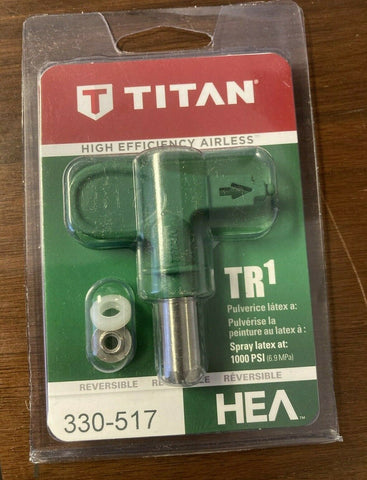 TITAN
HIGH EFFICIENCY AIRLESS
TR1
Pulverice látex a:
Pulvérise la
peinture au latex à :
Spray latex at:
1000 PSI (6.9 MPa)
REVERSIBLE REVERSIBLE REVERSIBLE
330-517
HEA